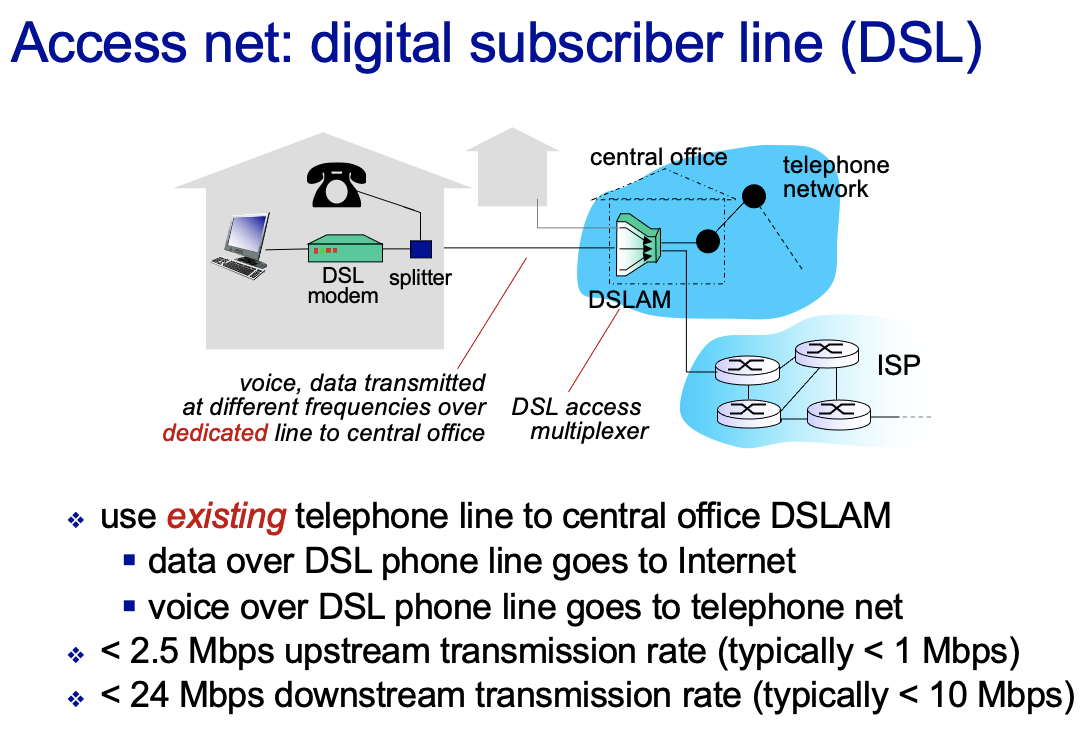 Access net: digital subscriber line (DSL)
central office
telephone
network
DSL
modem
splitter
DSLAM
ISP
voice, data transmitted
at different frequencies over
dedicated line to central office
DSL access
multiplexer
use existing telephone line to central office DSLAM
data over DSL phone line goes to Internet
voice over DSL phone line goes to telephone net
< 2.5 Mbps upstream transmission rate (typically < 1 Mbps)
< 24 Mbps downstream transmission rate (typically < 10 Mbps)